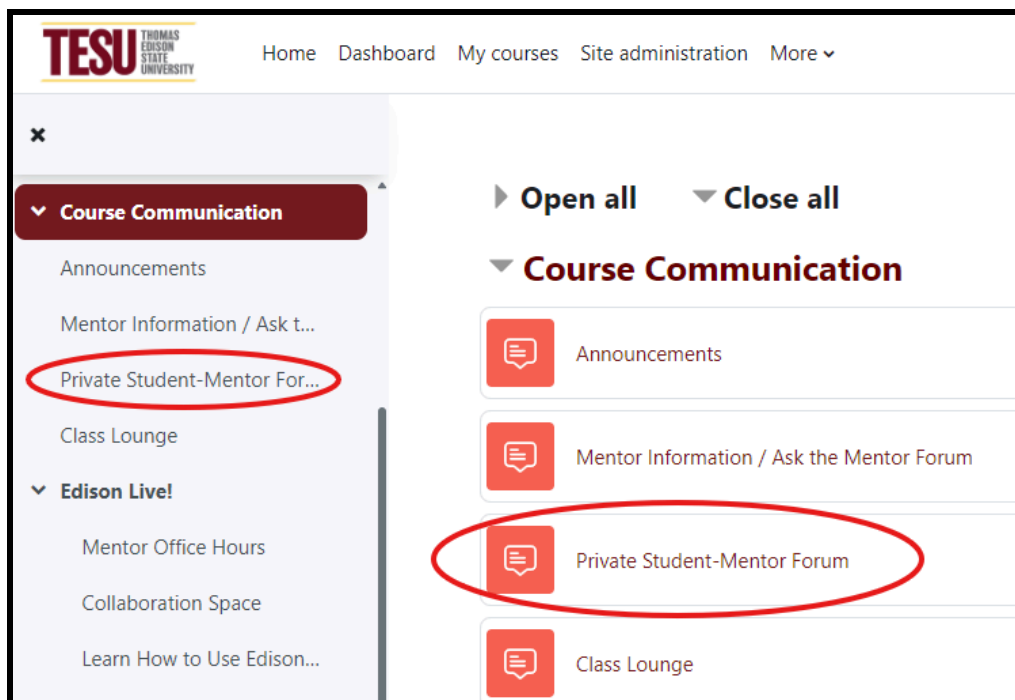 TESU THOMAS
EDISON
STATE
UNIVERSITY
Home Dashboard My courses Site administration More
Course Communication
Announcements
Mentor Information / Ask t...
Private Student-Mentor For...
Class Lounge
Edison Live!
Mentor Office Hours
Collaboration Space
Learn How to Use Edison...
Open all Close all
Course Communication
Announcements
Mentor Information / Ask the Mentor Forum
Private Student-Mentor Forum
Class Lounge